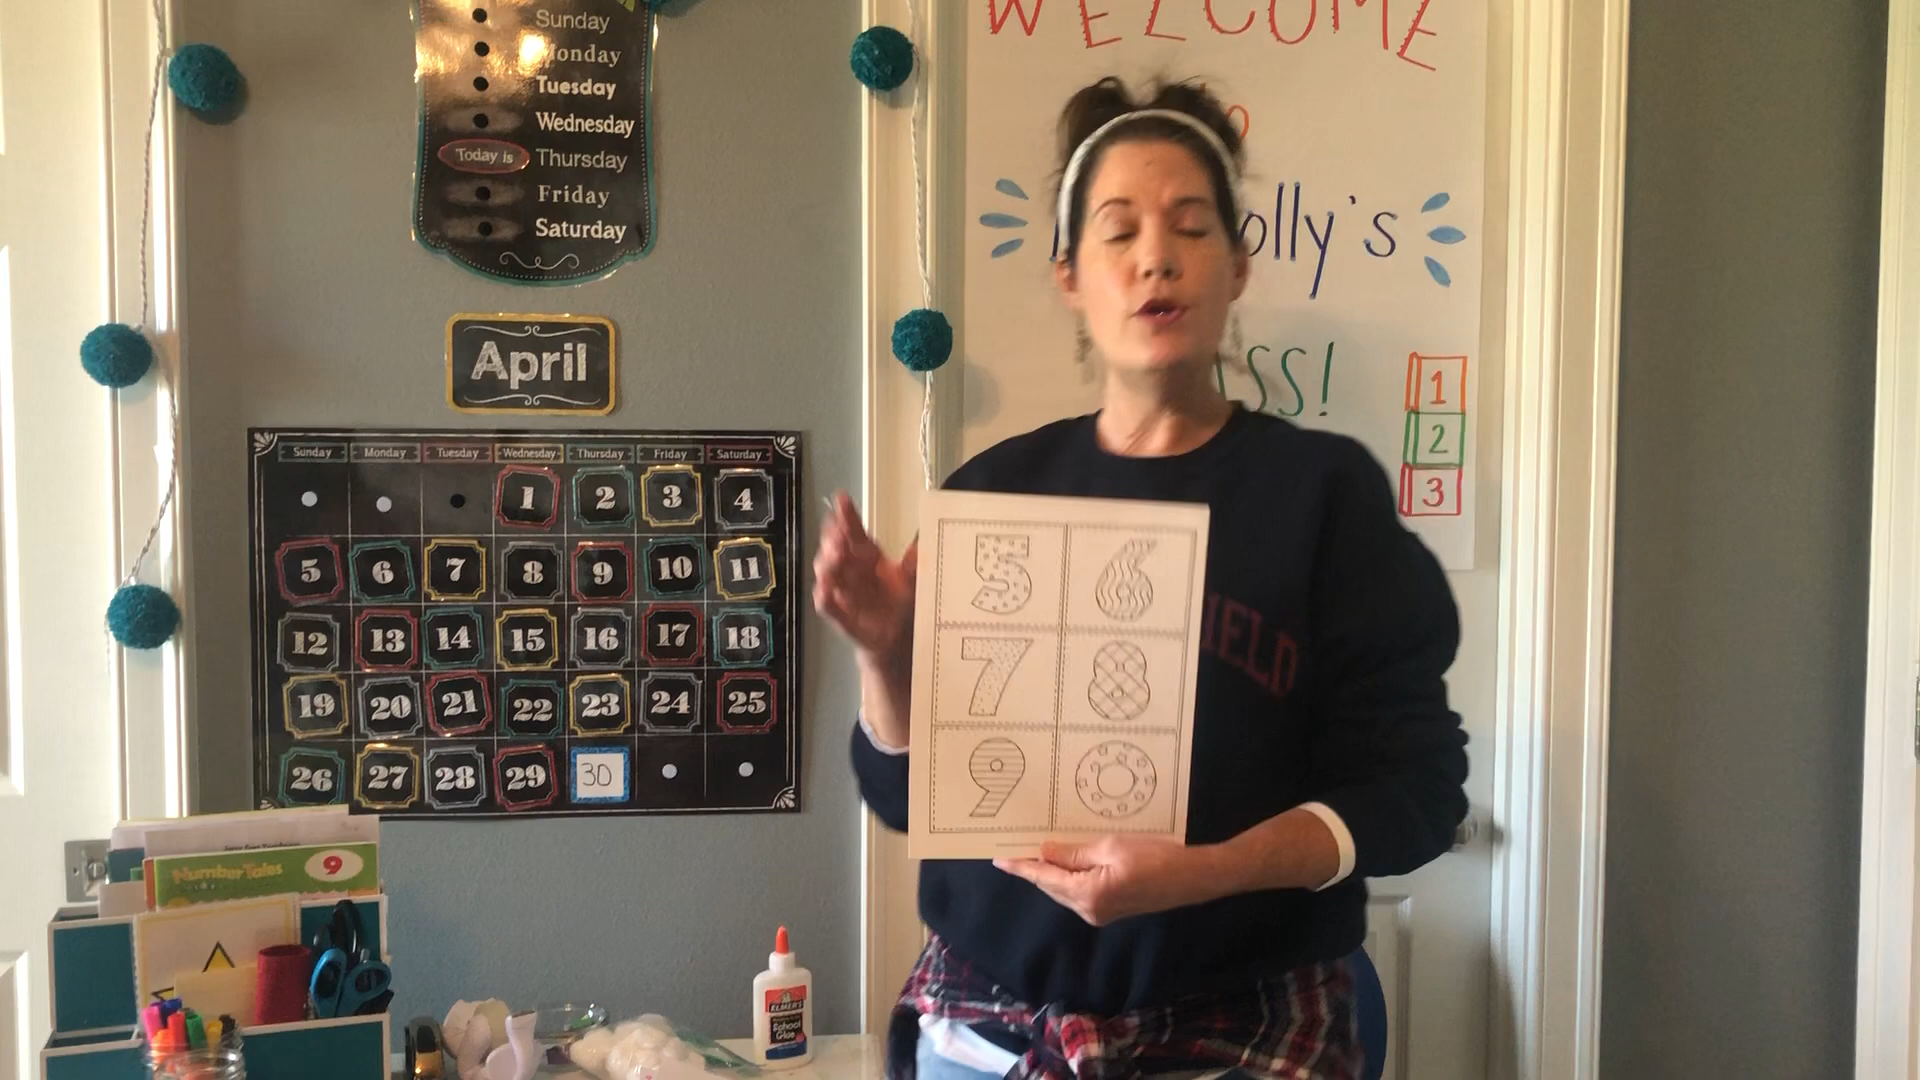 Sunday
Monday
Tuesday
Wednesday
Today is Thursday
Friday
Saturday
April
Sunday Monday Tuesday Wednesday Thursday Friday Saturday
1 2 3 4
5 6 7 8 9 10 11
12 13 14 15 16 17 18
19 20 21 22 23 24 25
26 27 28 29 30
WELCOME
olly's
SS!
1
2
3
5 6
7 8
9 0
IELD
Number Tales 9
ELMER'S
School
Glue